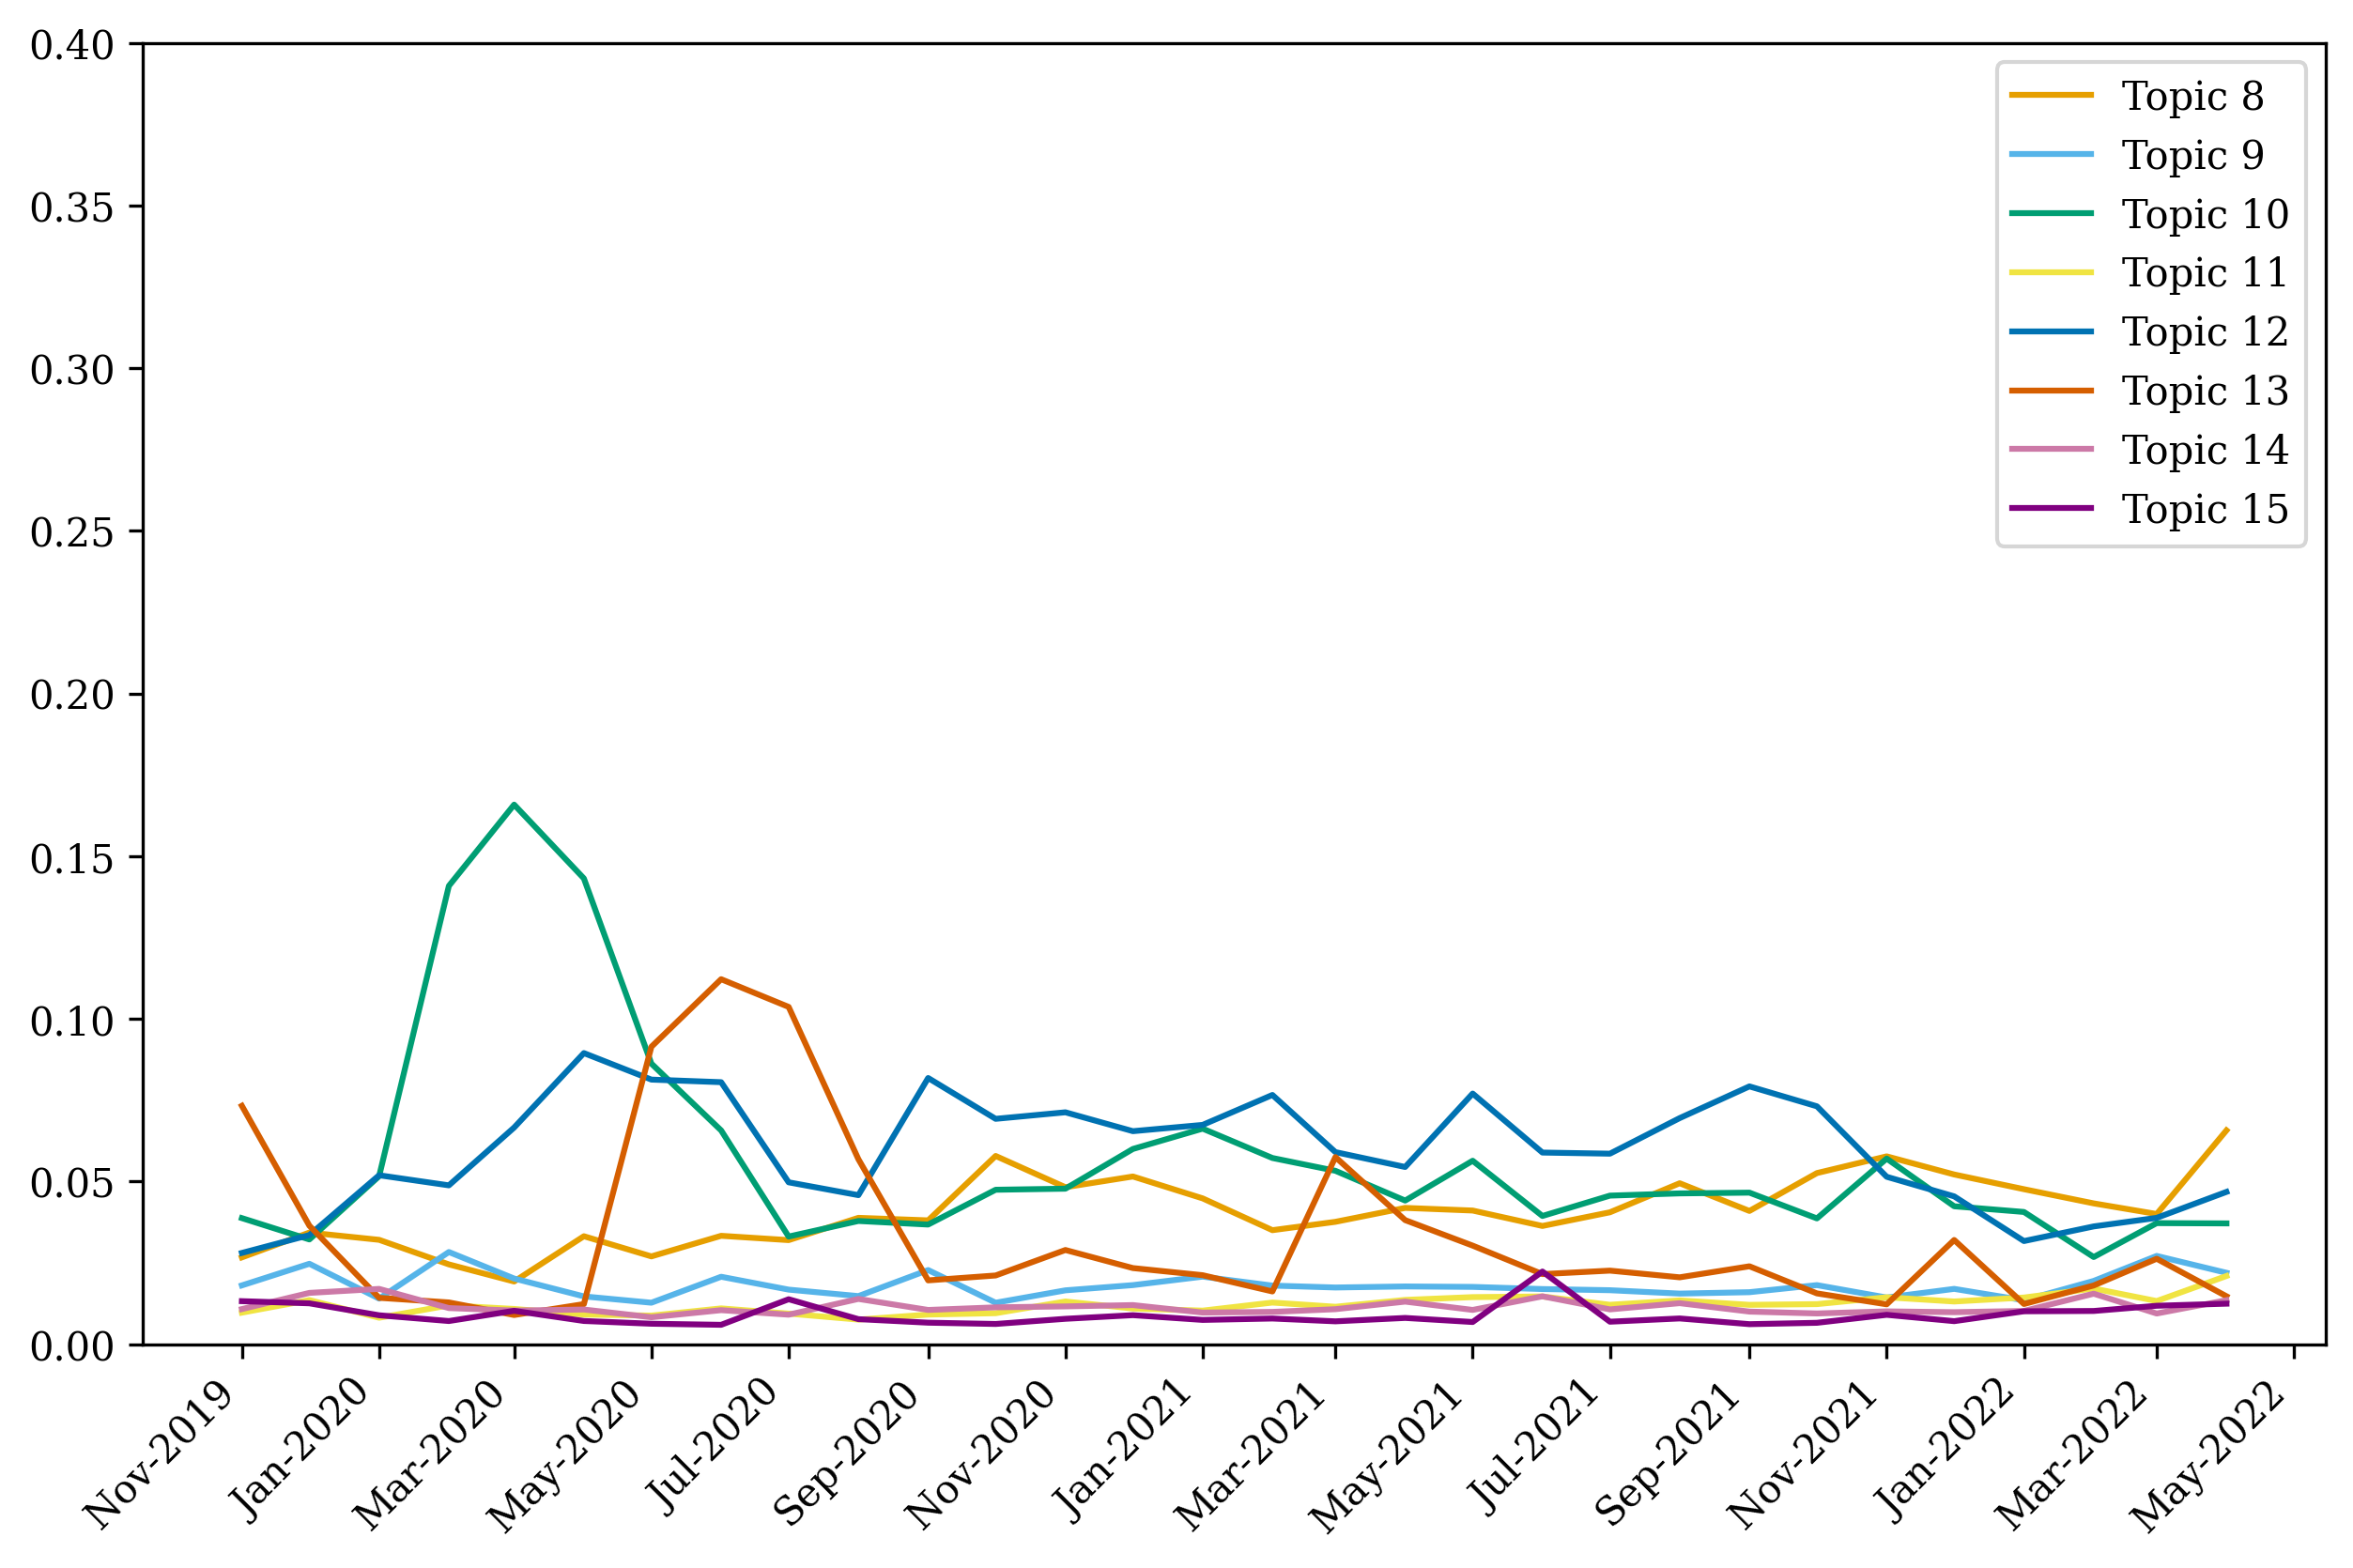 0.40
0.35
0.30
0.25
0.20
0.15
0.10
0.05
0.00
Topic 8
Topic 9
Topic 10
Topic 11
Topic 12
Topic 13
Topic 14
Topic 15
Nov-2019
Jan-2020
Mar-2020
May-2020
Jul-2020
Sep-2020
Nov-2020
Jan-2021
Mar-2021
May-2021
Jul-2021
Sep-2021
Nov-2021
Jan-2022
Mar-2022
May-2022